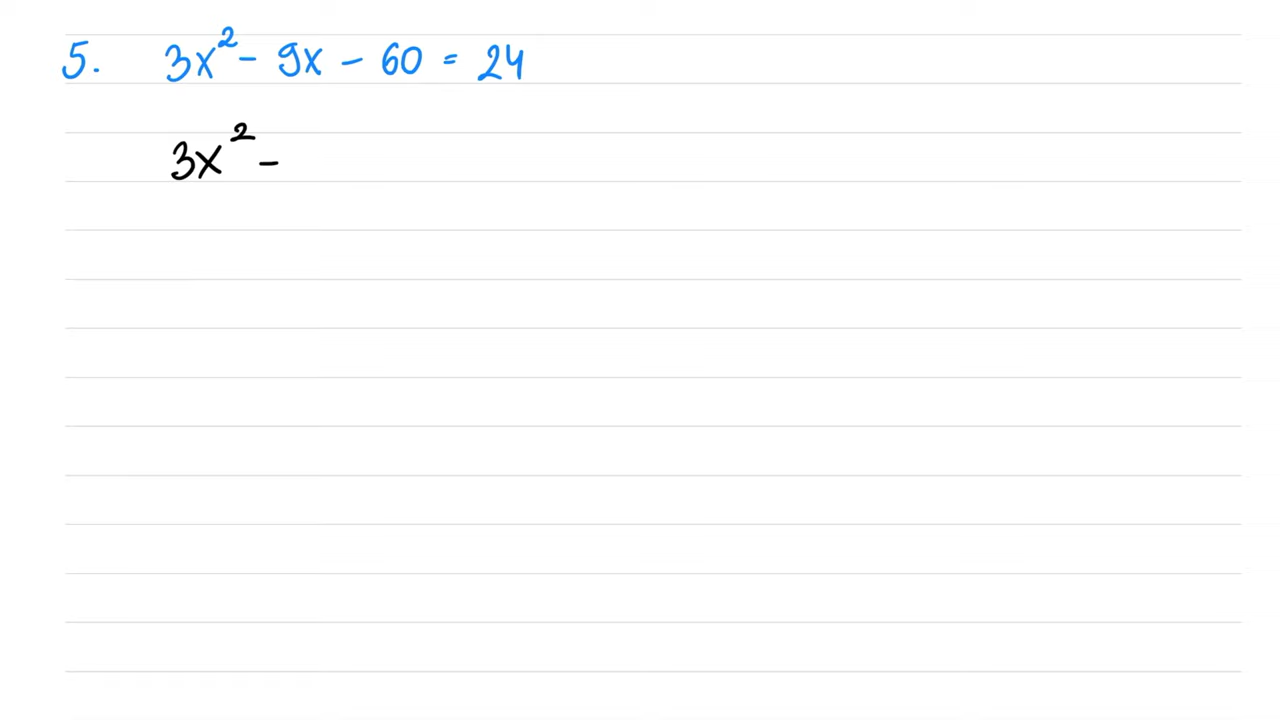 5. 3x² - 9x - 60 = 24
3x² -